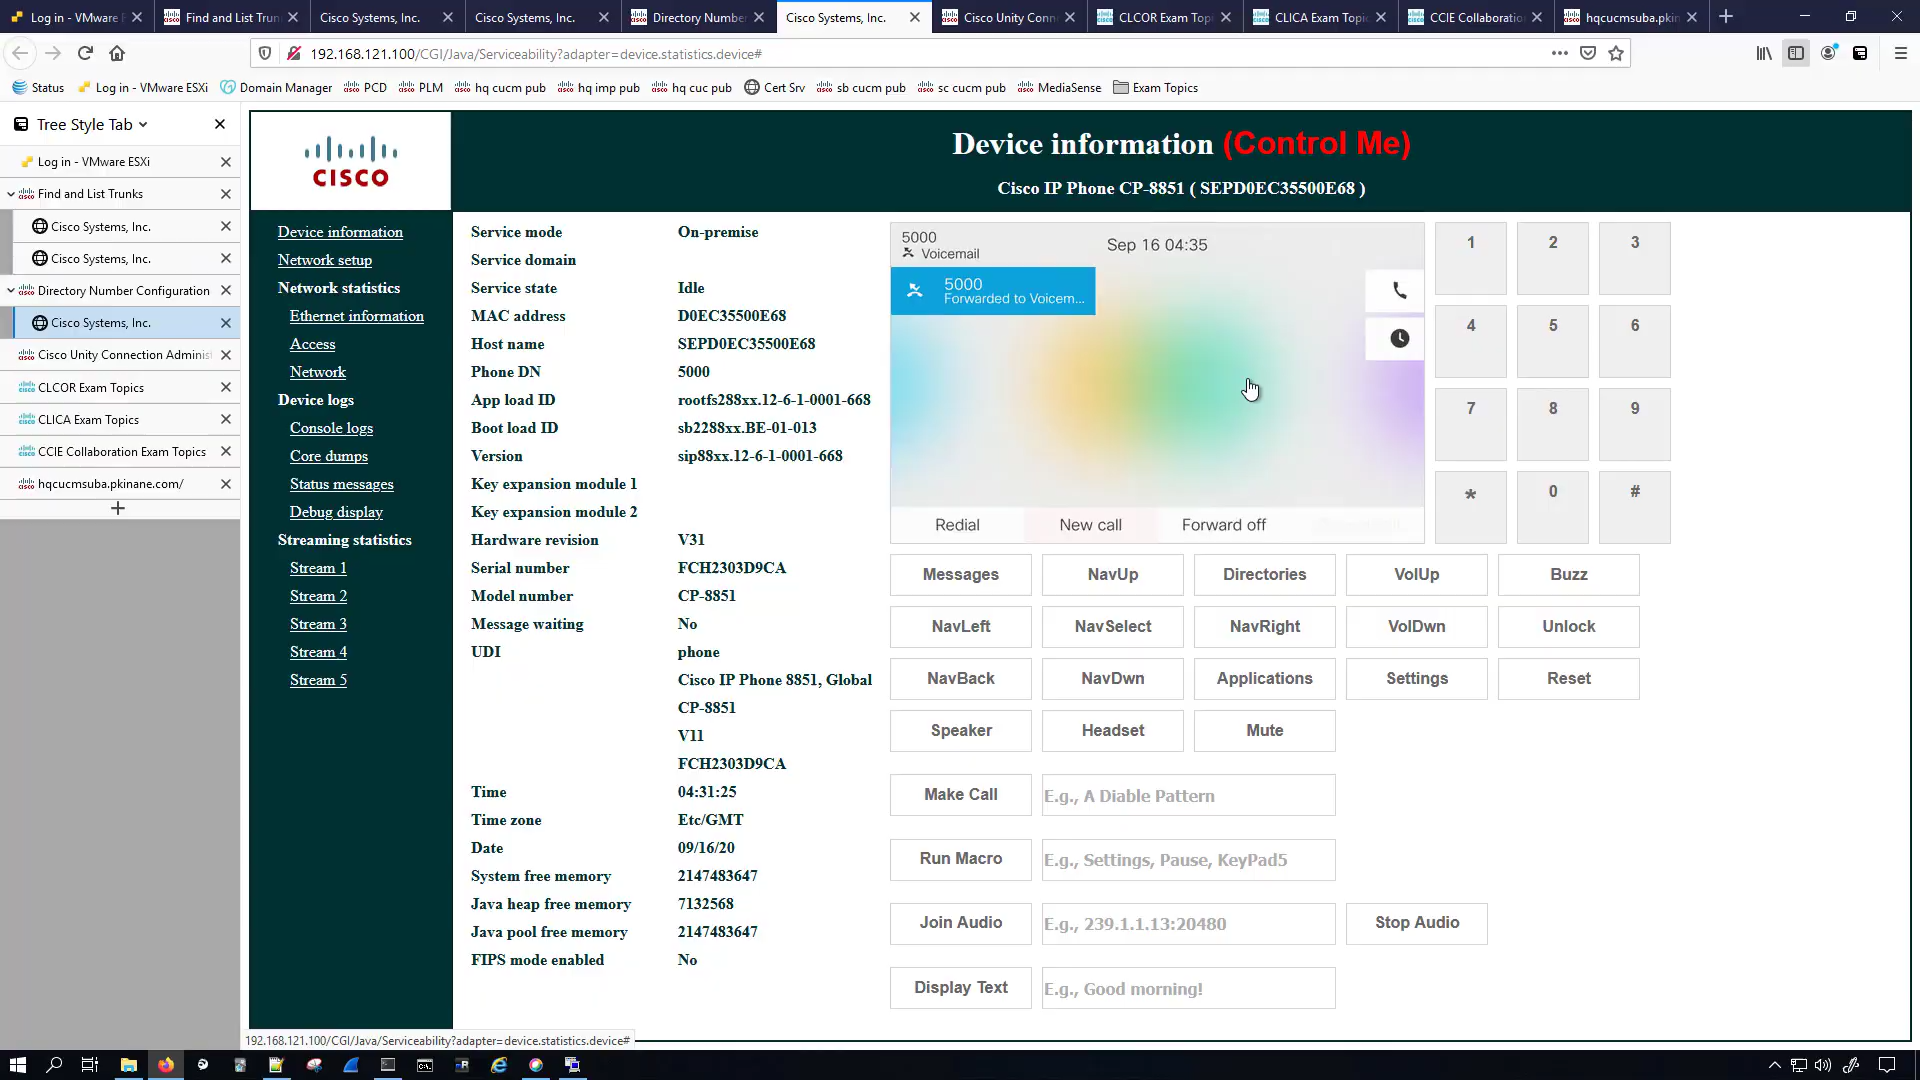 Log in - VMware E
Find and List Trun
Cisco Systems, Inc.
Cisco Systems, Inc.
Directory Number
Cisco Systems, Inc.
Cisco Unity Conn
CLCOR Exam Topi
CLICA Exam Topic
CCIE Collaboratio
hqcucmsuba.pkin
192.168.121.100/CGI/Java/Serviceability?adapter=device.statistics.device#
Status
Log in - VMware ESXi
Domain Manager
PCD
PLM
hq cucm pub
hq imp pub
hq cuc pub
Cert Srv
sb cucm pub
sc cucm pub
MediaSense
Exam Topics
Tree Style Tab
Log in - VMware ESXi
Find and List Trunks
Cisco Systems, Inc.
Cisco Systems, Inc.
Directory Number Configuration
Cisco Systems, Inc.
Cisco Unity Connection Adminis
CLCOR Exam Topics
CLICA Exam Topics
CCIE Collaboration Exam Topics
hqcucmsuba.pkinane.com/
CISCO
Device information (Control Me)
Cisco IP Phone CP-8851 ( SEPD0EC35500E68 )
Device information
Network setup
Network statistics
Ethernet information
Access
Network
Device logs
Console logs
Core dumps
Status messages
Debug display
Streaming statistics
Stream 1
Stream 2
Stream 3
Stream 4
Stream 5
Service mode On-premise
Service domain
Service state Idle
MAC address D0EC35500E68
Host name SEPD0EC35500E68
Phone DN 5000
App load ID rootfs288xx.12-6-1-0001-668
Boot load ID sb2288xx.BE-01-013
Version sip88xx.12-6-1-0001-668
Key expansion module 1
Key expansion module 2
Hardware revision V31
Serial number FCH2303D9CA
Model number CP-8851
Message waiting No
UDI phone
Cisco IP Phone 8851, Global
CP-8851
V11
FCH2303D9CA
Time 04:31:25
Time zone Etc/GMT
Date 09/16/20
System free memory 2147483647
Java heap free memory 7132568
Java pool free memory 2147483647
FIPS mode enabled No
5000
Voicemail
Sep 16 04:35
5000
Forwarded to Voicem...
Redial New call Forward off
1 2 3
4 5 6
7 8 9
* 0 #
Messages NavUp Directories VolUp Buzz
NavLeft NavSelect NavRight VolDwn Unlock
NavBack NavDwn Applications Settings Reset
Speaker Headset Mute
Make Call E.g., A Diable Pattern
Run Macro E.g., Settings, Pause, KeyPad5
Join Audio E.g., 239.1.1.13:20480 Stop Audio
Display Text E.g., Good morning!
192.168.121.100/CGI/Java/Serviceability?adapter=device.statistics.device#